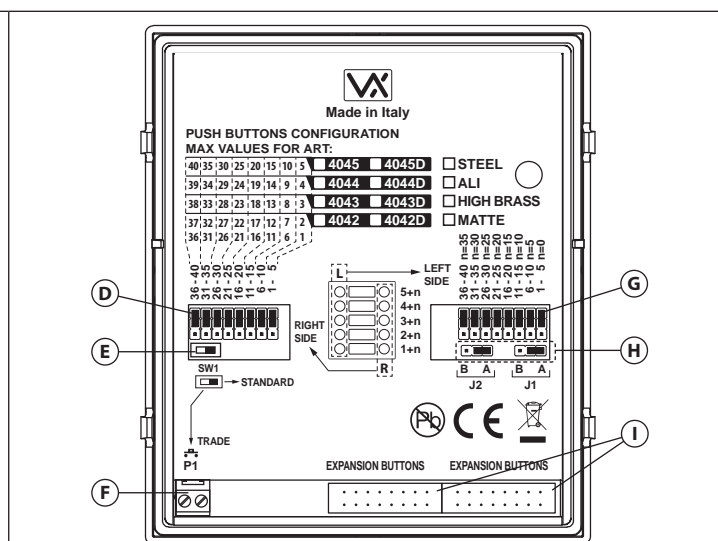 VX
Made in Italy
PUSH BUTTONS CONFIGURATION
MAX VALUES FOR ART:
40 35 30 25 20 15 10 5 4045 4045D STEEL
39 34 29 24 19 14 9 4 4044 4044D ALI
38 33 28 23 18 13 8 3 4043 4043D HIGH BRASS
37 32 27 22 17 12 7 2 4042 4042D MATTE
36 31 26 21 16 11 6 1
36 - 40
31 - 35
26 - 30
21 - 25
16 - 20
11 - 15
6 - 10
1 - 5
L LEFT SIDE
5+n
4+n
3+n
2+n
1+n
RIGHT SIDE
R
36 - 40 n=35
31 - 35 n=30
26 - 30 n=25
21 - 25 n=20
16 - 20 n=15
11 - 15 n=10
6 - 10 n=5
1 - 5 n=0
D
E
G
H
SW1
STANDARD
B A B A
J2 J1
TRADE
P1
Pb CE
F
EXPANSION BUTTONS EXPANSION BUTTONS
I